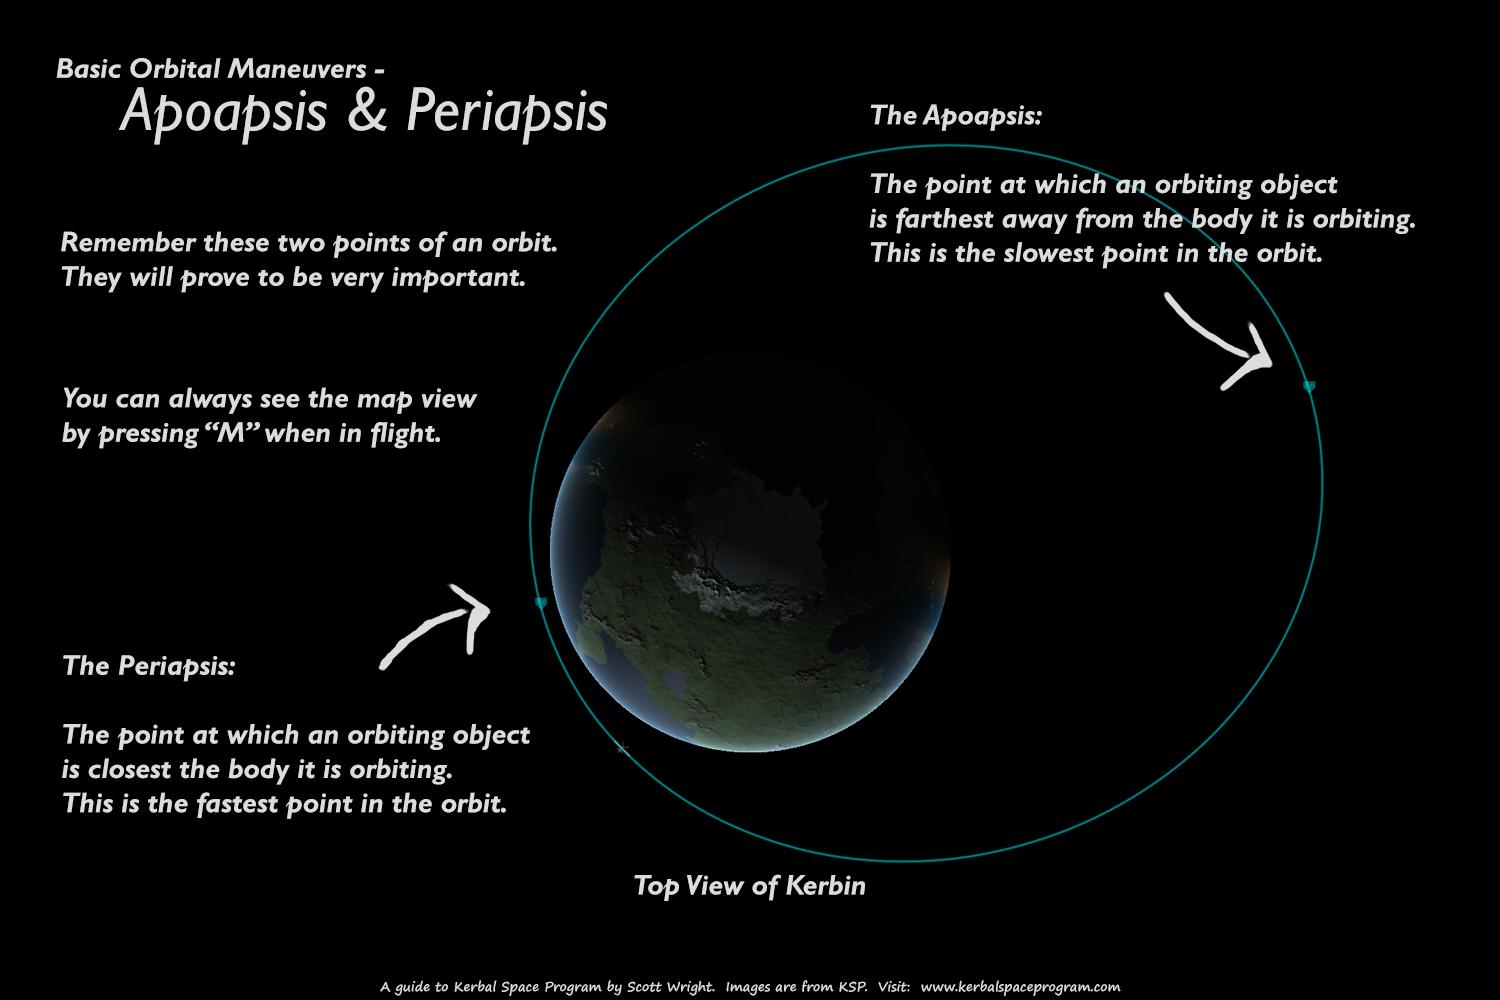 Basic Orbital Maneuvers -
Apoapsis & Periapsis
The Apoapsis:
The point at which an orbiting object
is farthest away from the body it is orbiting.
This is the slowest point in the orbit.
Remember these two points of an orbit.
They will prove to be very important.
You can always see the map view
by pressing “M” when in flight.
The Periapsis:
The point at which an orbiting object
is closest the body it is orbiting.
This is the fastest point in the orbit.
Top View of Kerbin
A guide to Kerbal Space Program by Scott Wright.  Images are from KSP.  Visit:  www.kerbalspaceprogram.com